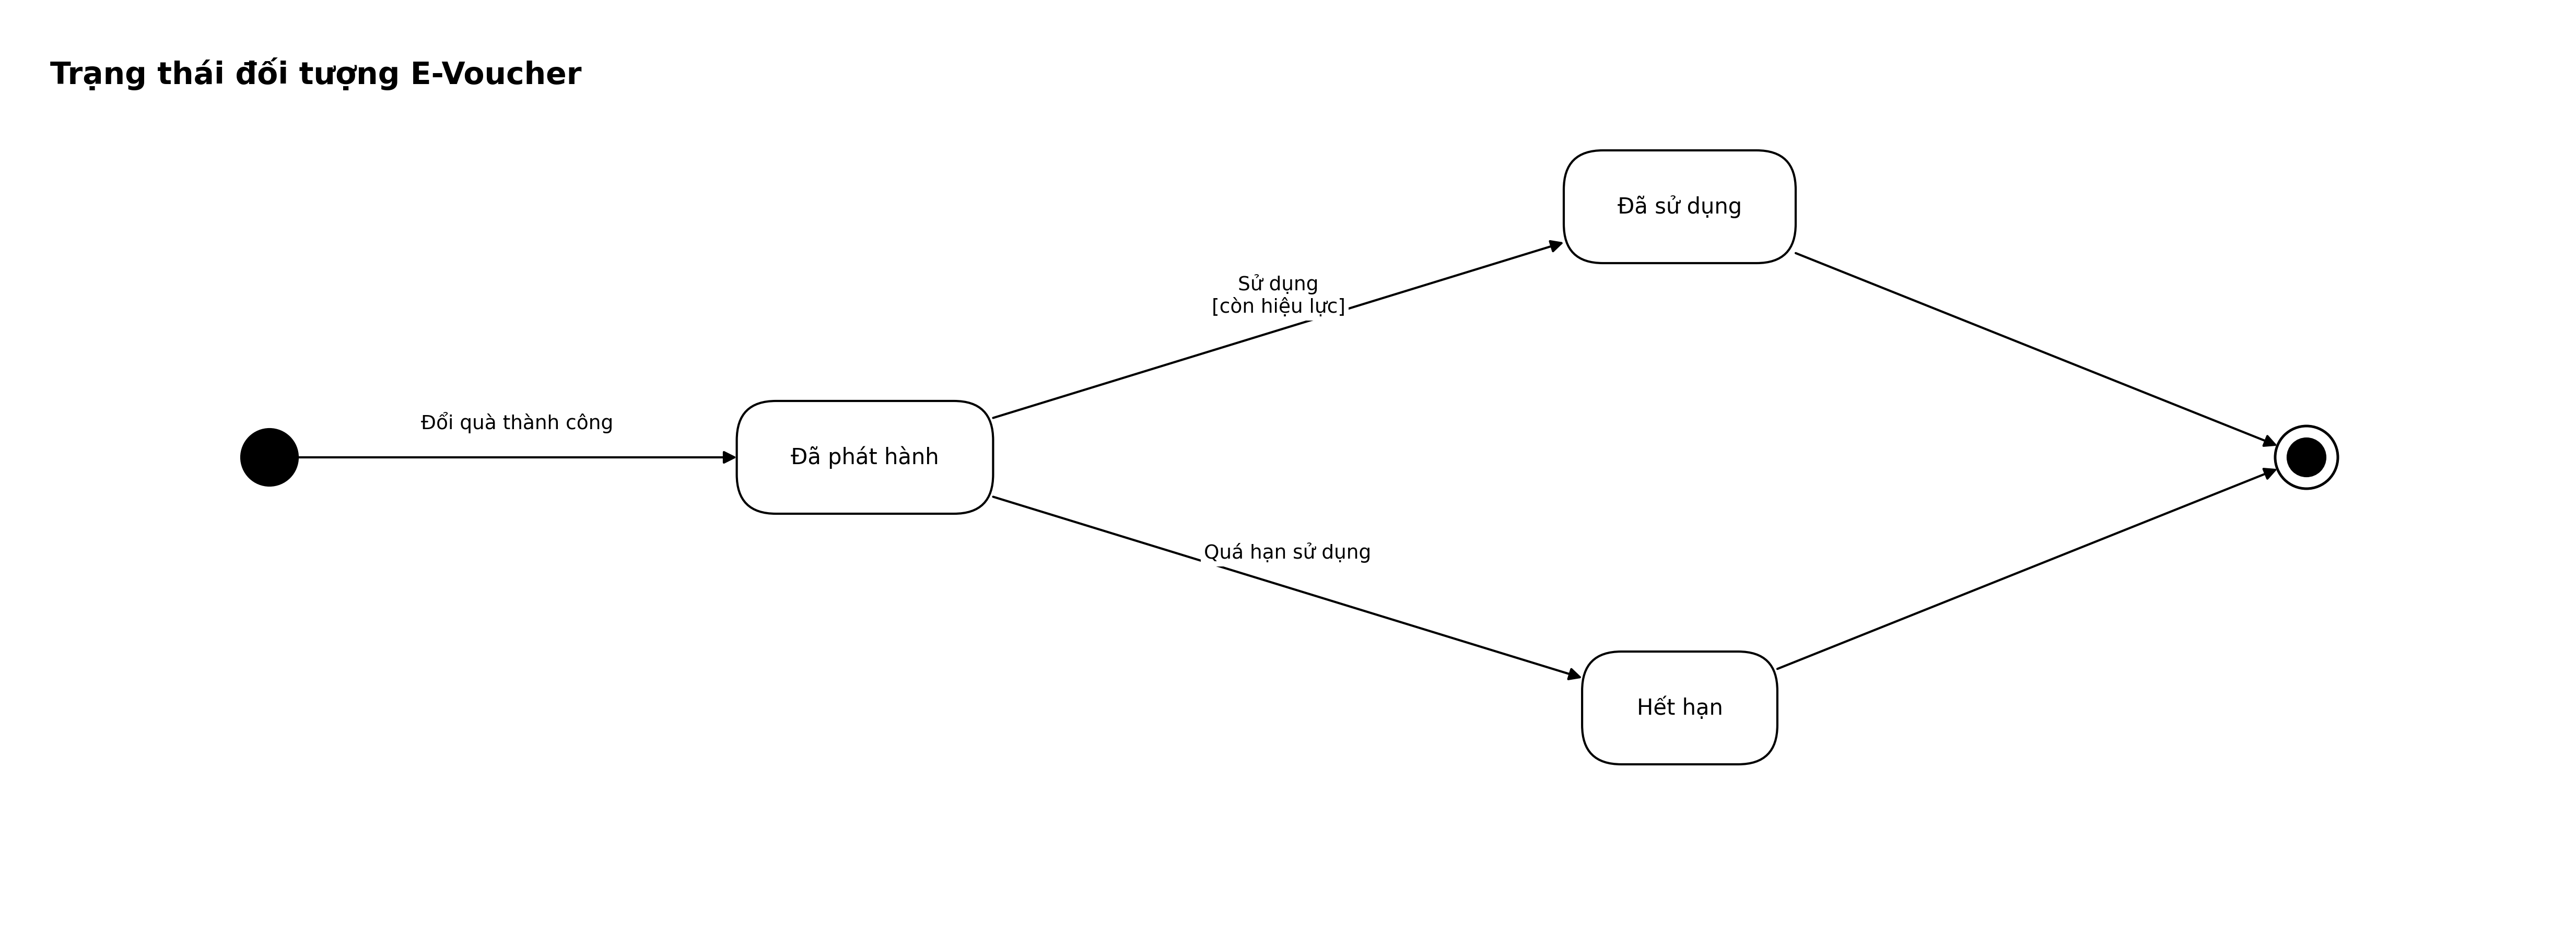 Trạng thái đối tượng E-Voucher
Đã sử dụng
Sử dụng
[còn hiệu lực]
Đổi quà thành công
Đã phát hành
Quá hạn sử dụng
Hết hạn